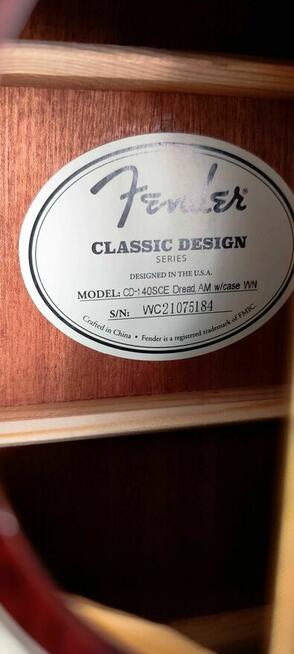 Fender®
CLASSIC DESIGN
SERIES
DESIGNED IN THE U.S.A.
MODEL: CD-140SCE Dread, AM w/case WN
S/N: WC21075184
Crafted in China • Fender is a registered trademark of FMIC.